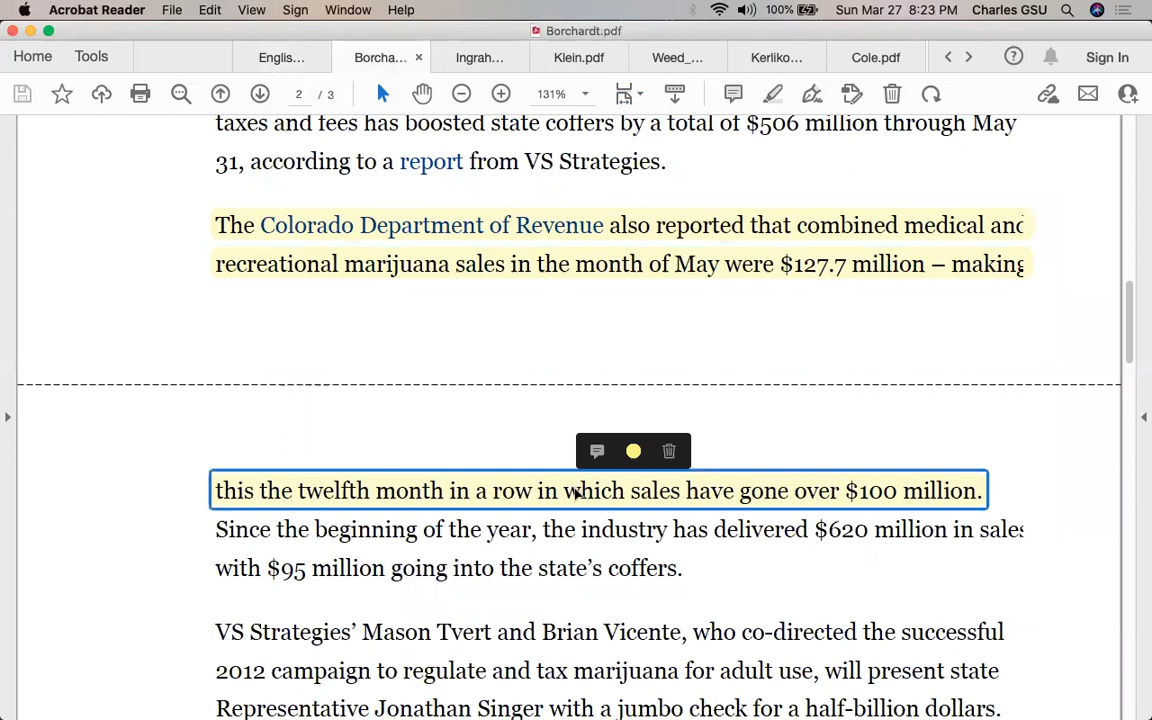 Acrobat Reader File Edit View Sign Window Help 100% Sun Mar 27 8:23 PM Charles GSU
Borchardt.pdf
Home Tools Englis... Borcha... × Ingrah... Klein.pdf Weed_... Kerliko... Cole.pdf Sign In
2 / 3 131%
taxes and fees has boosted state coffers by a total of $506 million through May
31, according to a report from VS Strategies.
The Colorado Department of Revenue also reported that combined medical and
recreational marijuana sales in the month of May were $127.7 million – making
this the twelfth month in a row in which sales have gone over $100 million.
Since the beginning of the year, the industry has delivered $620 million in sales
with $95 million going into the state’s coffers.
VS Strategies’ Mason Tvert and Brian Vicente, who co-directed the successful
2012 campaign to regulate and tax marijuana for adult use, will present state
Representative Jonathan Singer with a jumbo check for a half-billion dollars.